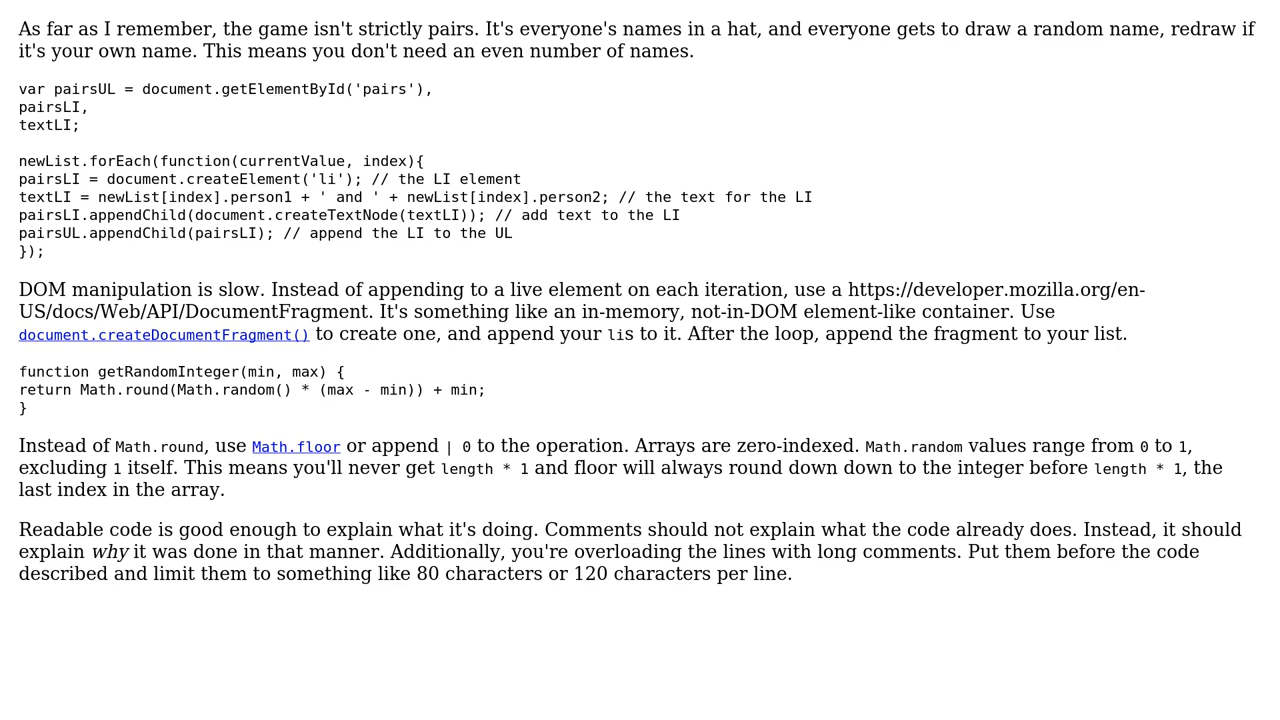 As far as I remember, the game isn't strictly pairs. It's everyone's names in a hat, and everyone gets to draw a random name, redraw if
it's your own name. This means you don't need an even number of names.
var pairsUL = document.getElementById('pairs'),
pairsLI,
textLI;
newList.forEach(function(currentValue, index){
pairsLI = document.createElement('li'); // the LI element
textLI = newList[index].person1 + ' and ' + newList[index].person2; // the text for the LI
pairsLI.appendChild(document.createTextNode(textLI)); // add text to the LI
pairsUL.appendChild(pairsLI); // append the LI to the UL
});
DOM manipulation is slow. Instead of appending to a live element on each iteration, use a https://developer.mozilla.org/en-
US/docs/Web/API/DocumentFragment. It's something like an in-memory, not-in-DOM element-like container. Use
document.createDocumentFragment() to create one, and append your lis to it. After the loop, append the fragment to your list.
function getRandomInteger(min, max) {
return Math.round(Math.random() * (max - min)) + min;
}
Instead of Math.round, use Math.floor or append | 0 to the operation. Arrays are zero-indexed. Math.random values range from 0 to 1,
excluding 1 itself. This means you'll never get length * 1 and floor will always round down down to the integer before length * 1, the
last index in the array.
Readable code is good enough to explain what it's doing. Comments should not explain what the code already does. Instead, it should
explain why it was done in that manner. Additionally, you're overloading the lines with long comments. Put them before the code
described and limit them to something like 80 characters or 120 characters per line.